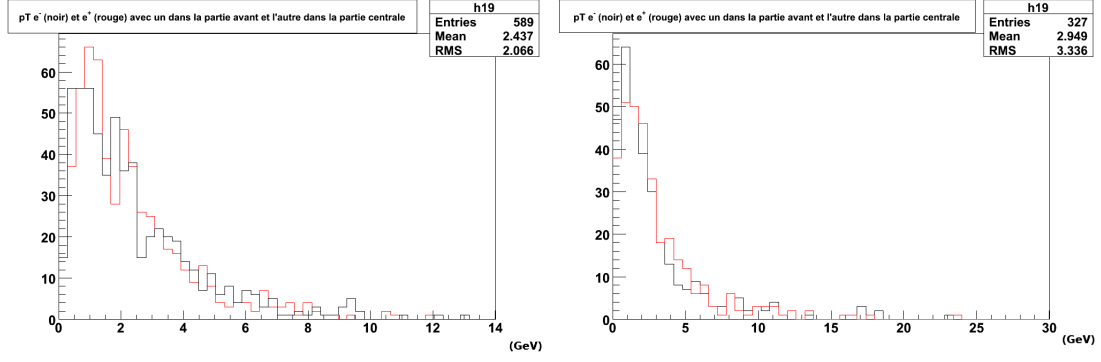 pT e⁻ (noir) et e⁺ (rouge) avec un dans la partie avant et l'autre dans la partie centrale
h19
Entries 589
Mean 2.437
RMS 2.066
60
50
40
30
20
10
0
0 2 4 6 8 10 12 14
(GeV)
pT e⁻ (noir) et e⁺ (rouge) avec un dans la partie avant et l'autre dans la partie centrale
h19
Entries 327
Mean 2.949
RMS 3.336
60
50
40
30
20
10
0
0 5 10 15 20 25 30
(GeV)